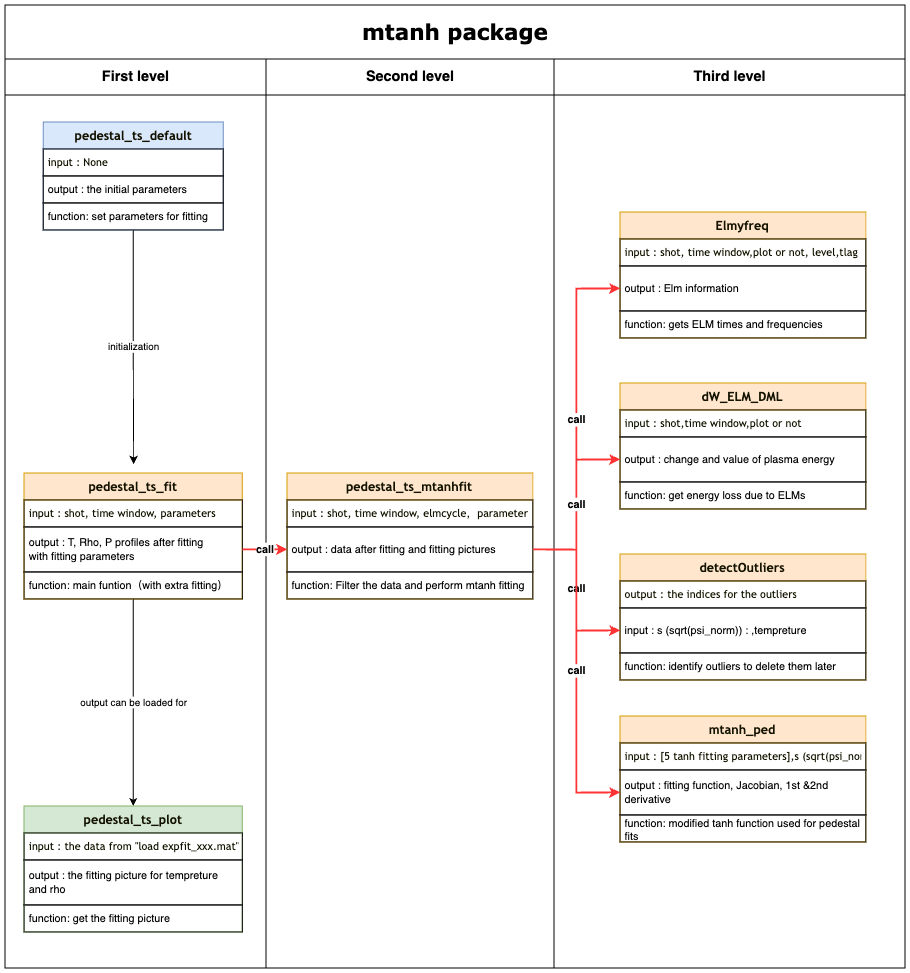 mtanh package
First level
Second level
Third level
pedestal_ts_default
input : None
output : the initial parameters
function: set parameters for fitting
initialization
pedestal_ts_fit
input : shot, time window, parameters
output : T, Rho, P profiles after fitting
with fitting parameters
function: main funtion（with extra fitting）
output can be loaded for
pedestal_ts_plot
input : the data from "load expfit_xxx.mat"
output : the fitting picture for tempreture
and rho
function: get the fitting picture
call
pedestal_ts_mtanhfit
input : shot, time window, elmcycle, parameter
output : data after fitting and fitting pictures
function: Filter the data and perform mtanh fitting
call
call
call
call
Elmyfreq
input : shot, time window,plot or not, level,tlag
output : Elm information
function: gets ELM times and frequencies
dW_ELM_DML
input : shot,time window,plot or not
output : change and value of plasma energy
function: get energy loss due to ELMs
detectOutliers
output : the indices for the outliers
input : s (sqrt(psi_norm)) : ,tempreture
function: identify outliers to delete them later
mtanh_ped
input : [5 tanh fitting parameters],s (sqrt(psi_no
output : fitting function, Jacobian, 1st &2nd
derivative
function: modified tanh function used for pedestal
fits